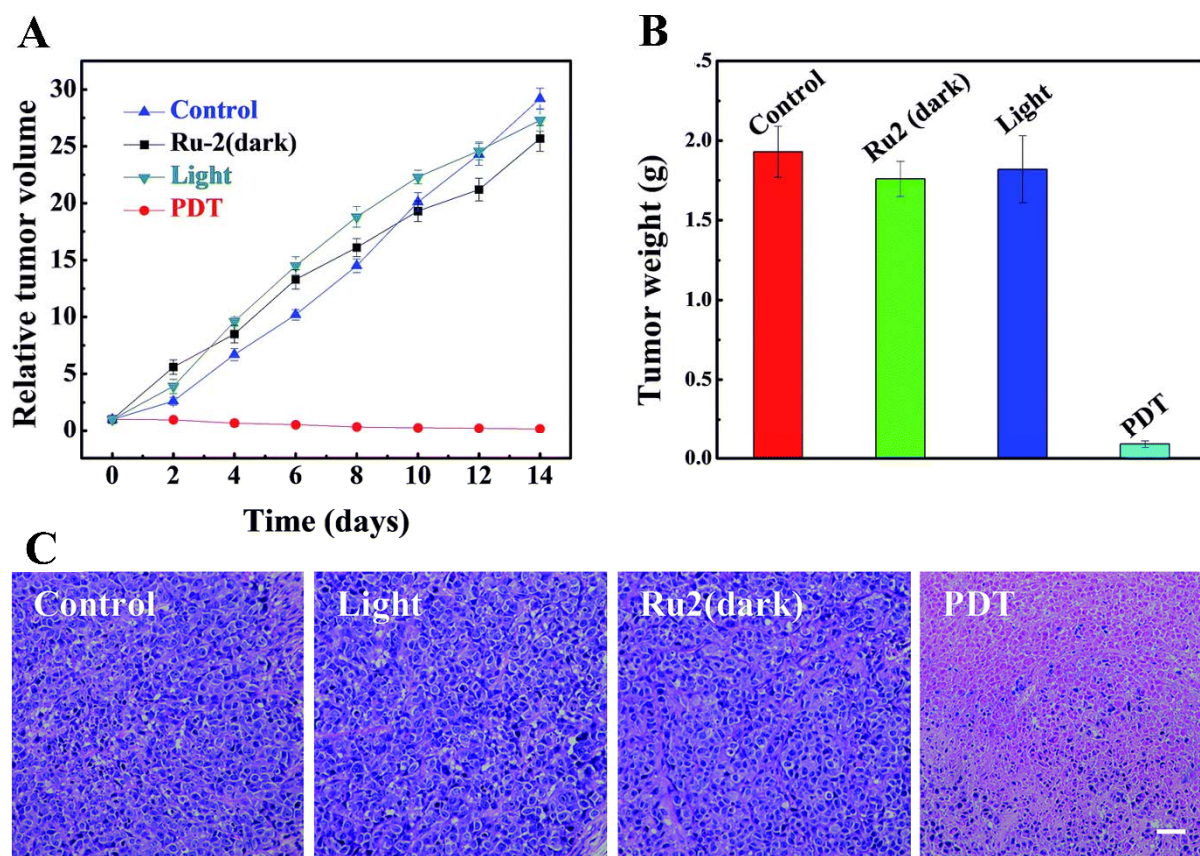 A
B
Relative tumor volume
30
25
20
15
10
5
0
Control
Ru-2(dark)
Light
PDT
0 2 4 6 8 10 12 14
Time (days)
Tumor weight (g)
.5
2.0
1.5
1.0
0.5
0.0
Control
Ru2 (dark)
Light
PDT
C
Control
Light
Ru2(dark)
PDT